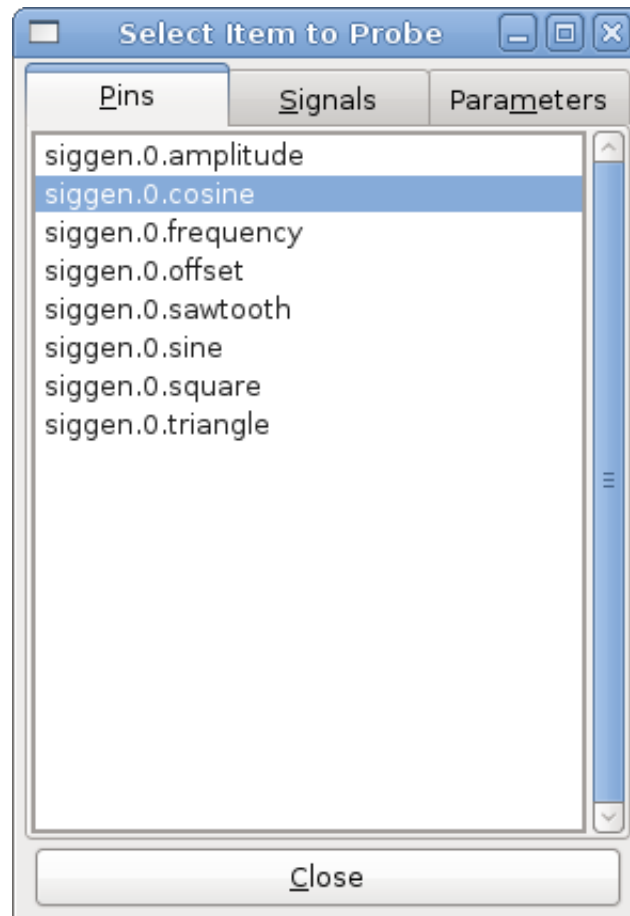 Select Item to Probe
Pins Signals Parameters
siggen.0.amplitude
siggen.0.cosine
siggen.0.frequency
siggen.0.offset
siggen.0.sawtooth
siggen.0.sine
siggen.0.square
siggen.0.triangle
Close